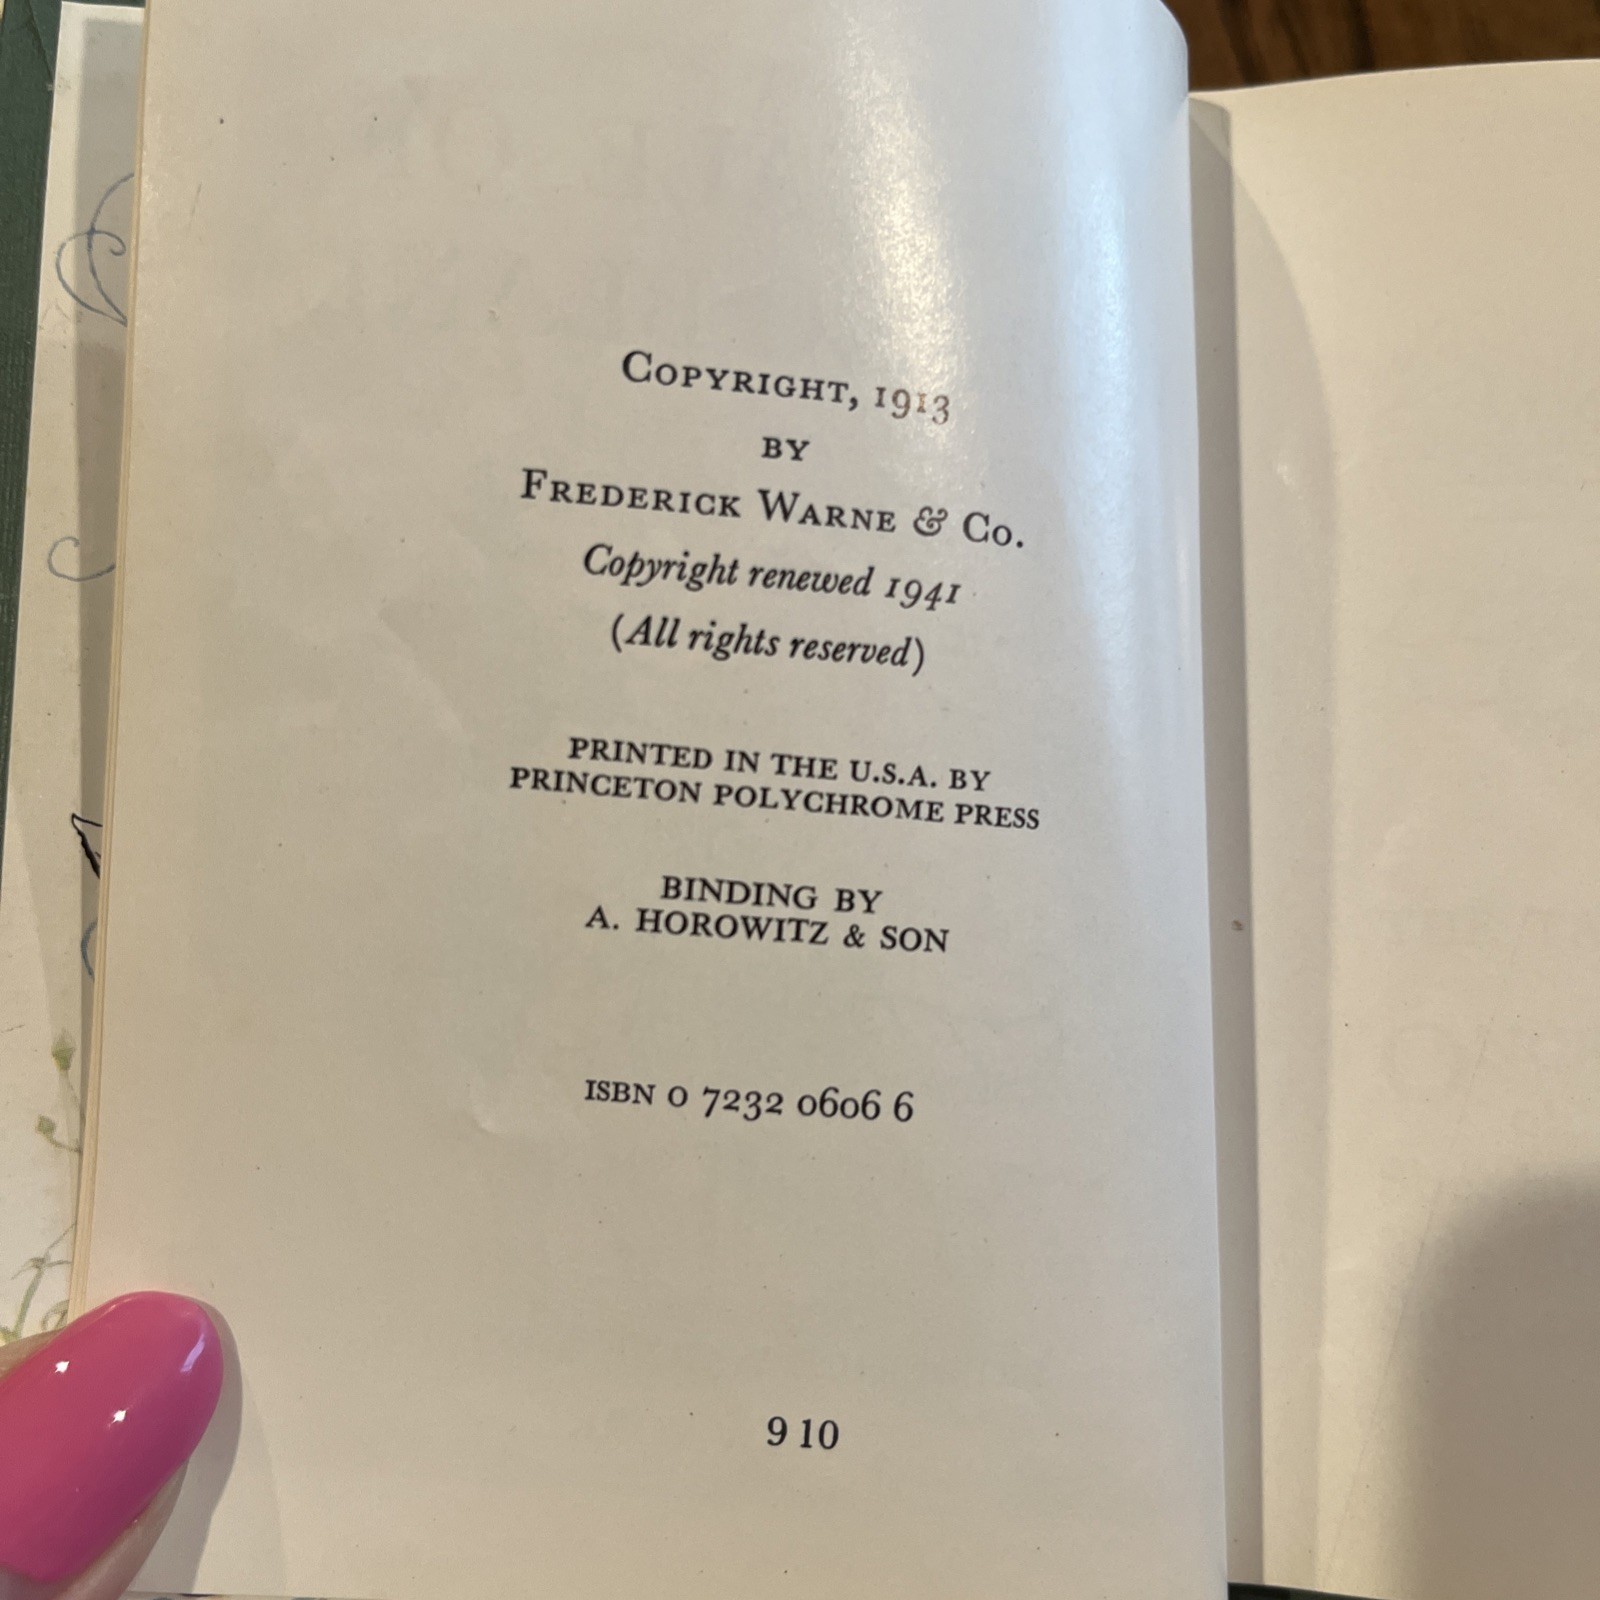 COPYRIGHT, 1913
BY
FREDERICK WARNE & CO.
Copyright renewed 1941
(All rights reserved)
PRINTED IN THE U.S.A. BY
PRINCETON POLYCHROME PRESS
BINDING BY
A. HOROWITZ & SON
ISBN 0 7232 0606 6
9 10